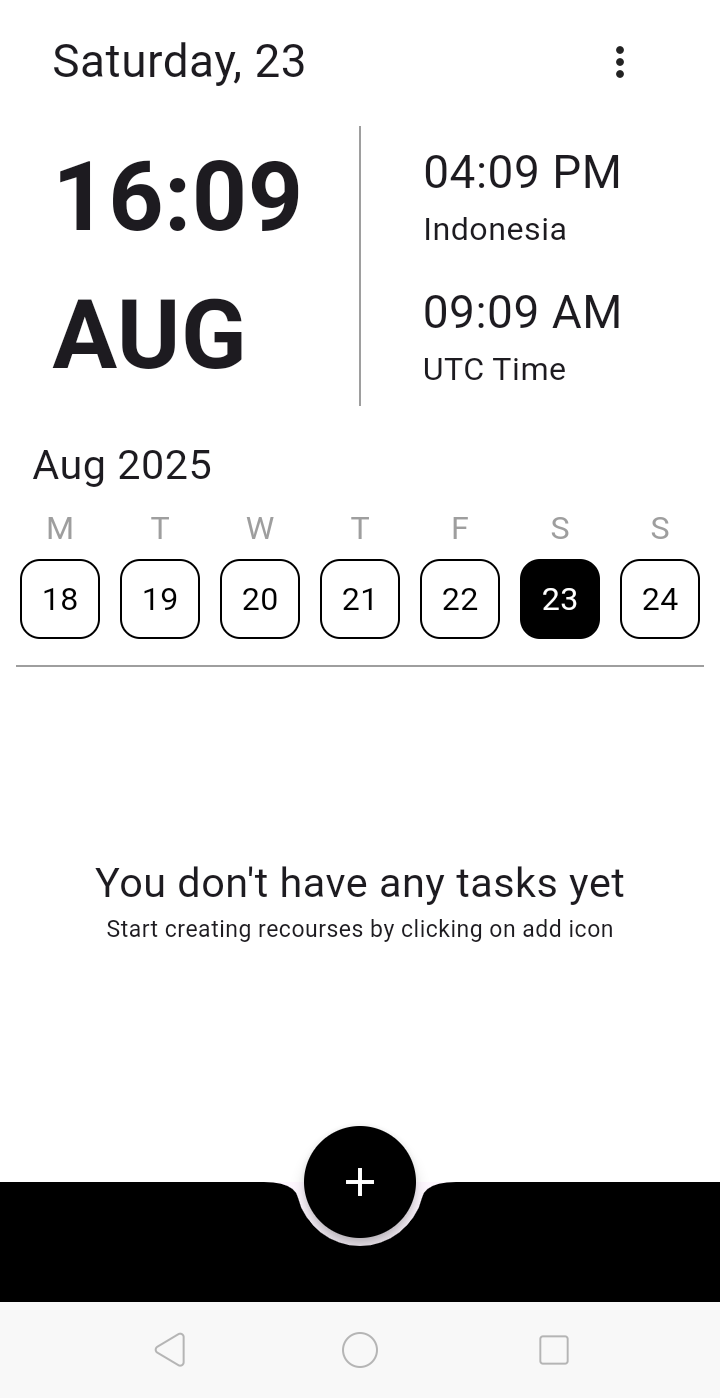 Saturday, 23
16:09
AUG
04:09 PM
Indonesia
09:09 AM
UTC Time
Aug 2025
M T W T F S S
18 19 20 21 22 23 24
You don't have any tasks yet
Start creating recourses by clicking on add icon